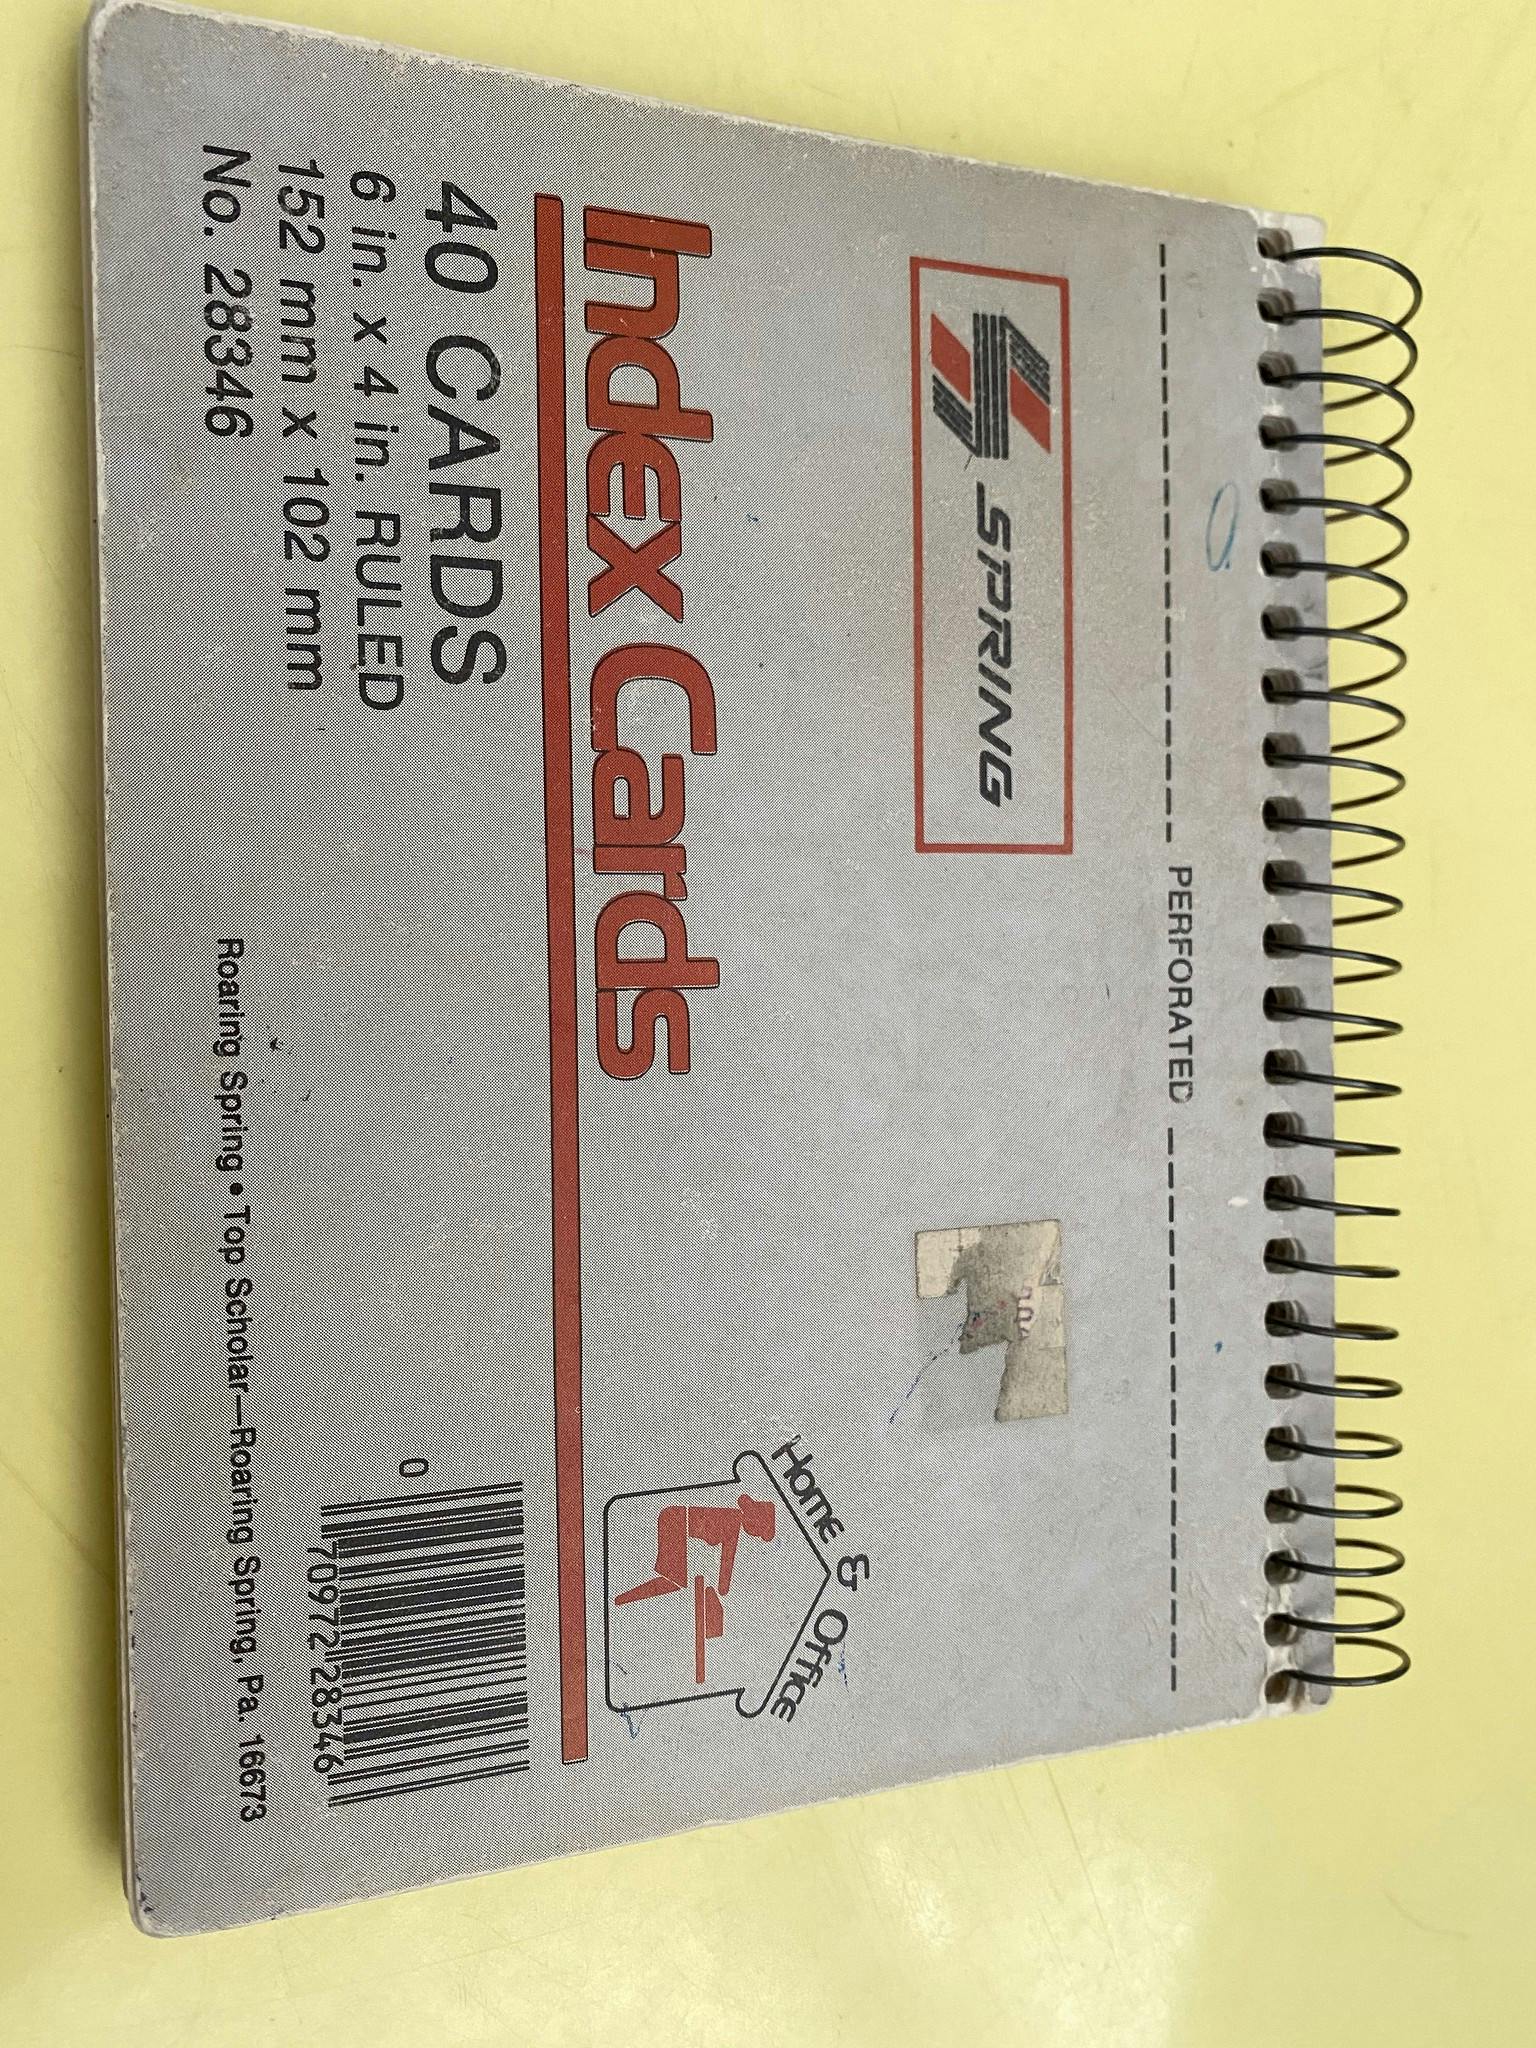 PERFORATED
SPRING
Home & Office
Index Cards
40 CARDS
6 in. x 4 in. RULED
152 mm x 102 mm
No. 28346
0 70972 28346
Roaring Spring • Top Scholar—Roaring Spring, Pa. 16673